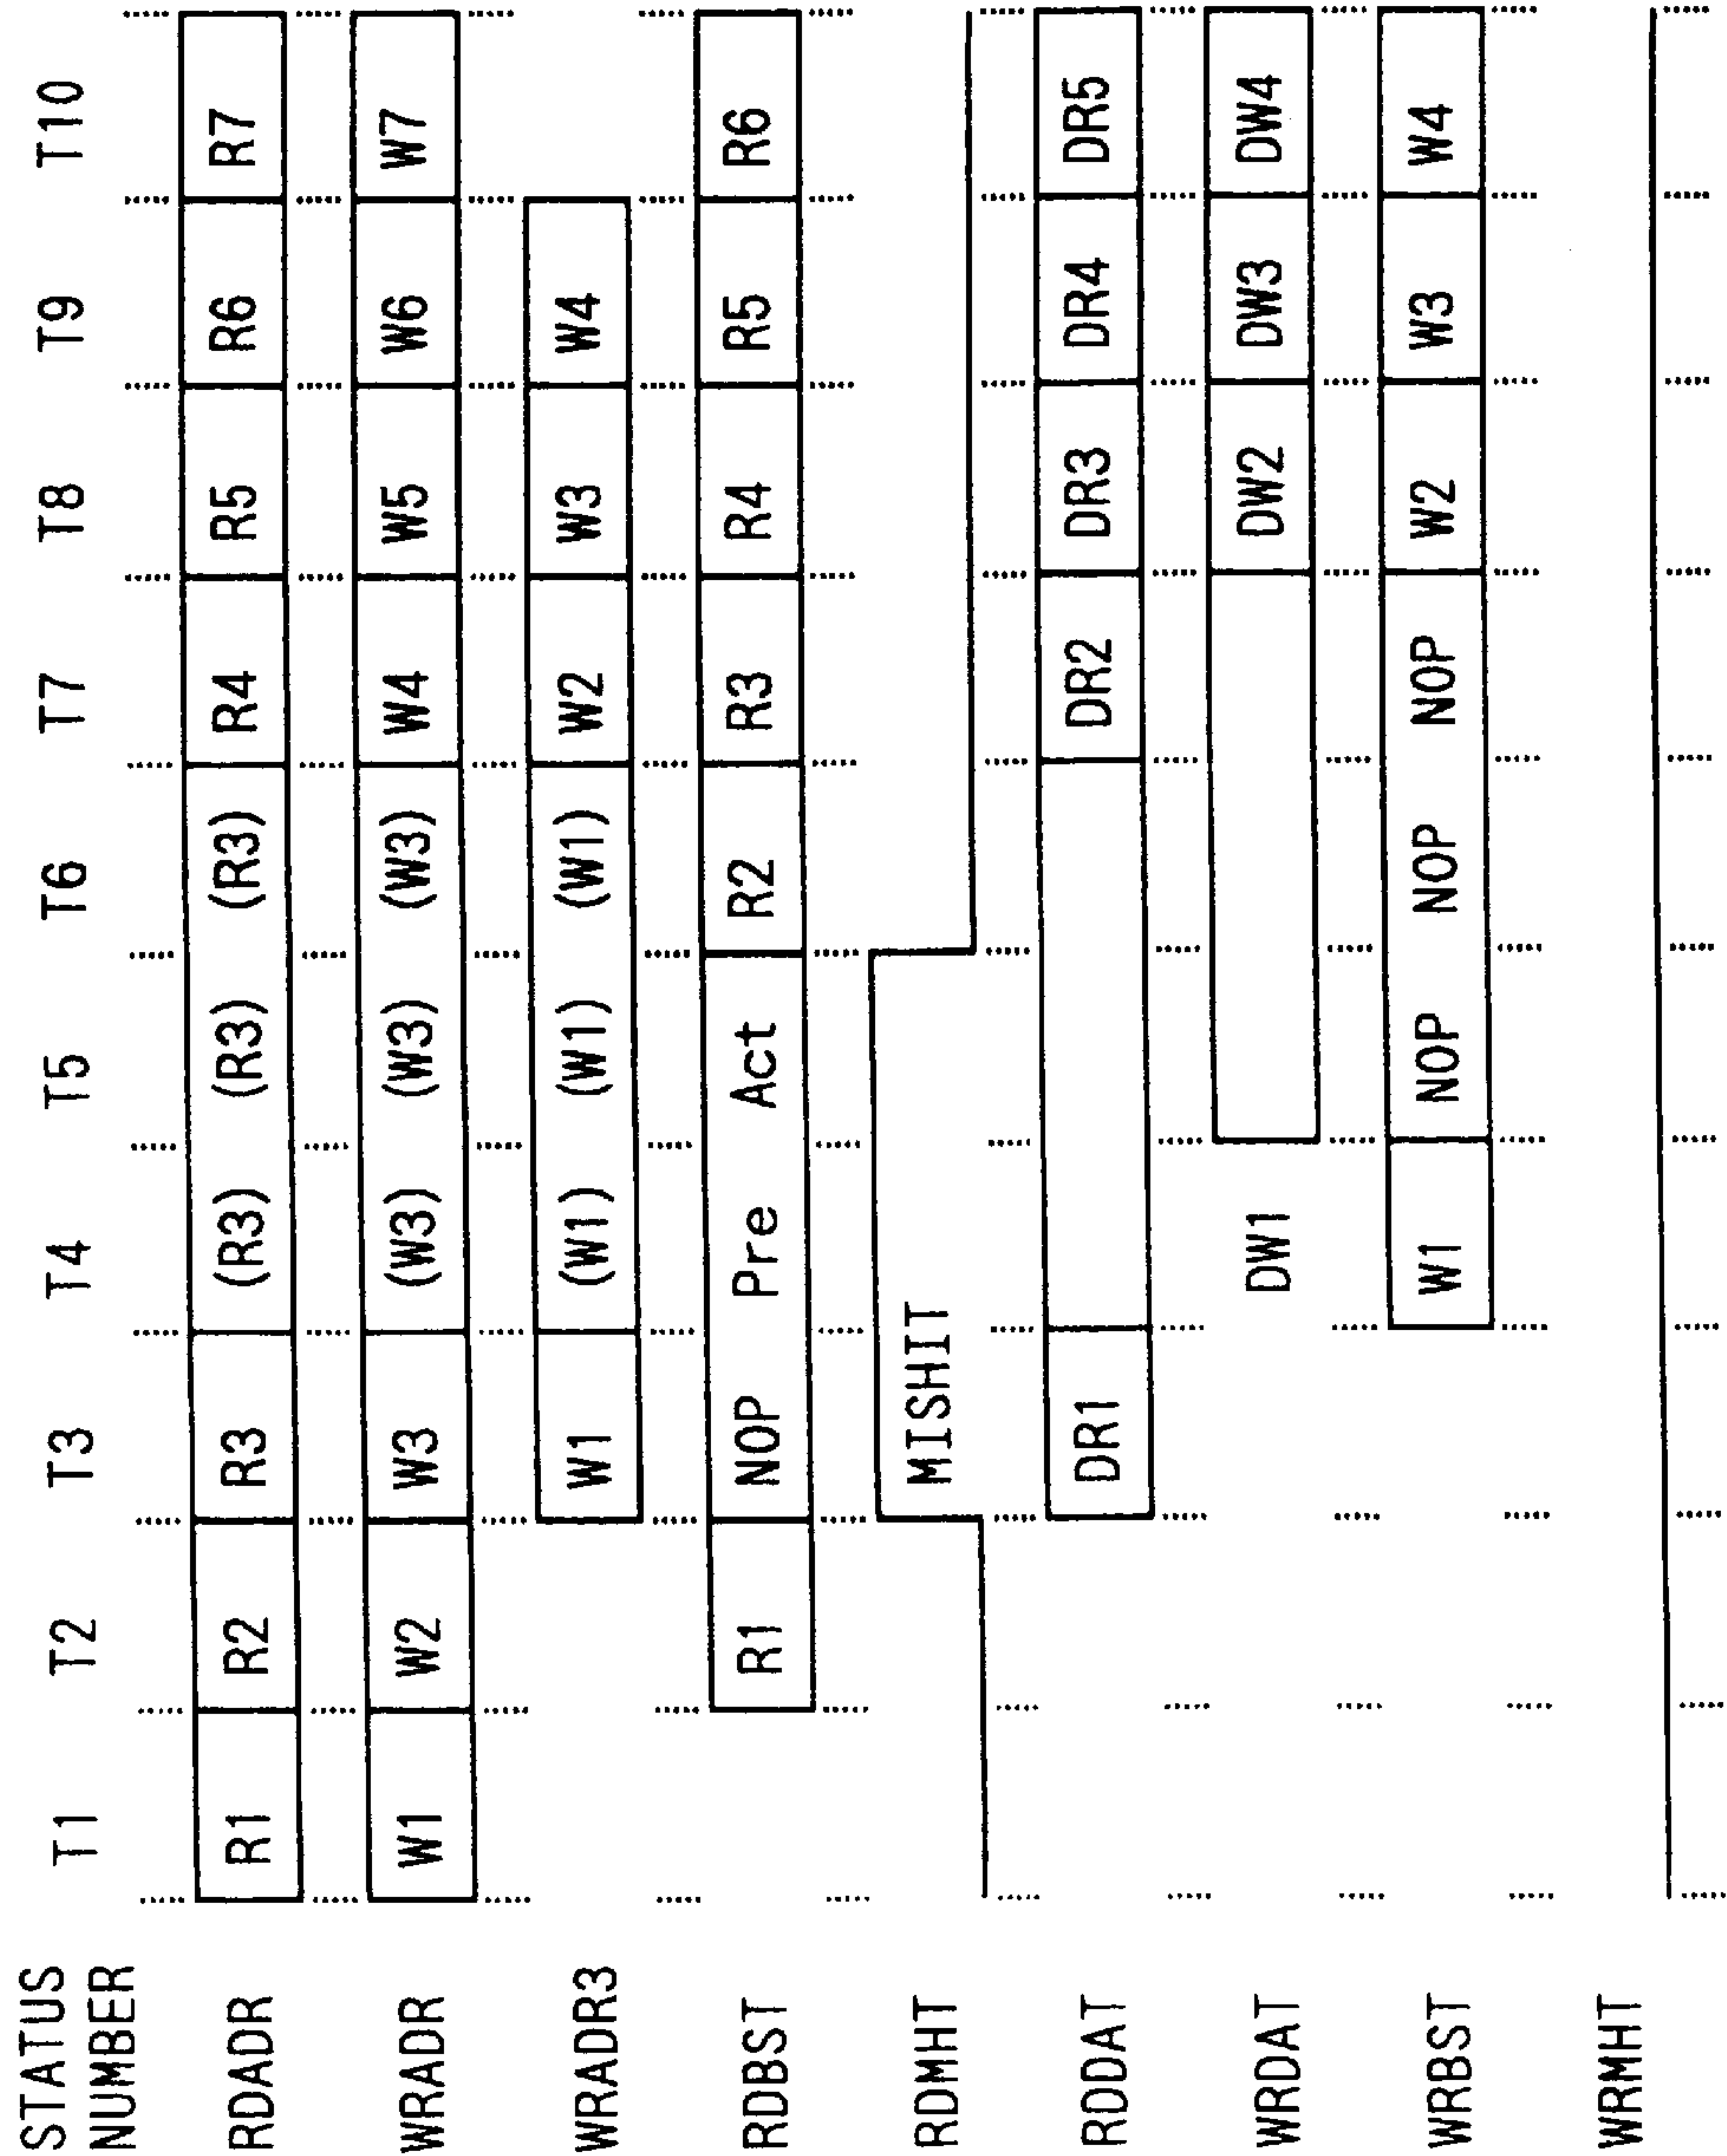 STATUS NUMBER T1 T2 T3 T4 T5 T6 T7 T8 T9 T10
RDADR R1 R2 R3 (R3) (R3) (R3) R4 R5 R6 R7
WRADR W1 W2 W3 (W3) (W3) (W3) W4 W5 W6 W7
WRADR3 W1 (W1) (W1) (W1) W2 W3 W4
RDBST R1 NOP Pre Act R2 R3 R4 R5 R6
RDMHT MISHIT
RDDAT DR1 DR2 DR3 DR4 DR5
WRDAT DW1 DW2 DW3 DW4
WRBST W1 NOP NOP NOP W2 W3 W4
WRMHT